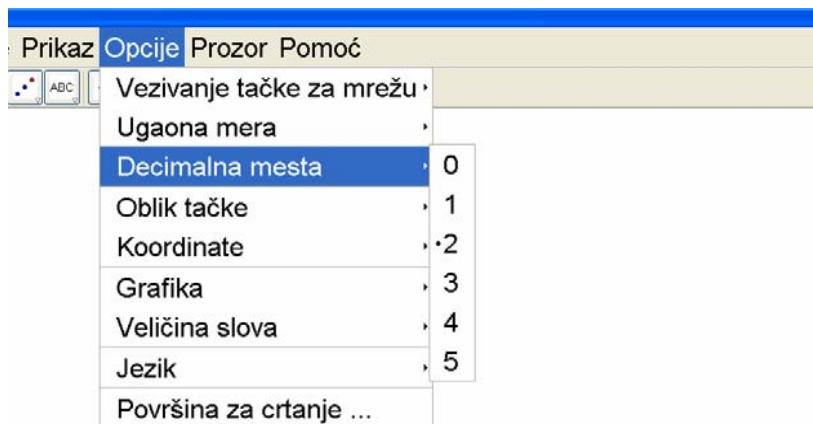 Prikaz Opcije Prozor Pomoć
ABC
Vezivanje tačke za mrežu
Ugaona mera
Decimalna mesta
Oblik tačke
Koordinate
Grafika
Veličina slova
Jezik
Površina za crtanje ...
0
1
2
3
4
5